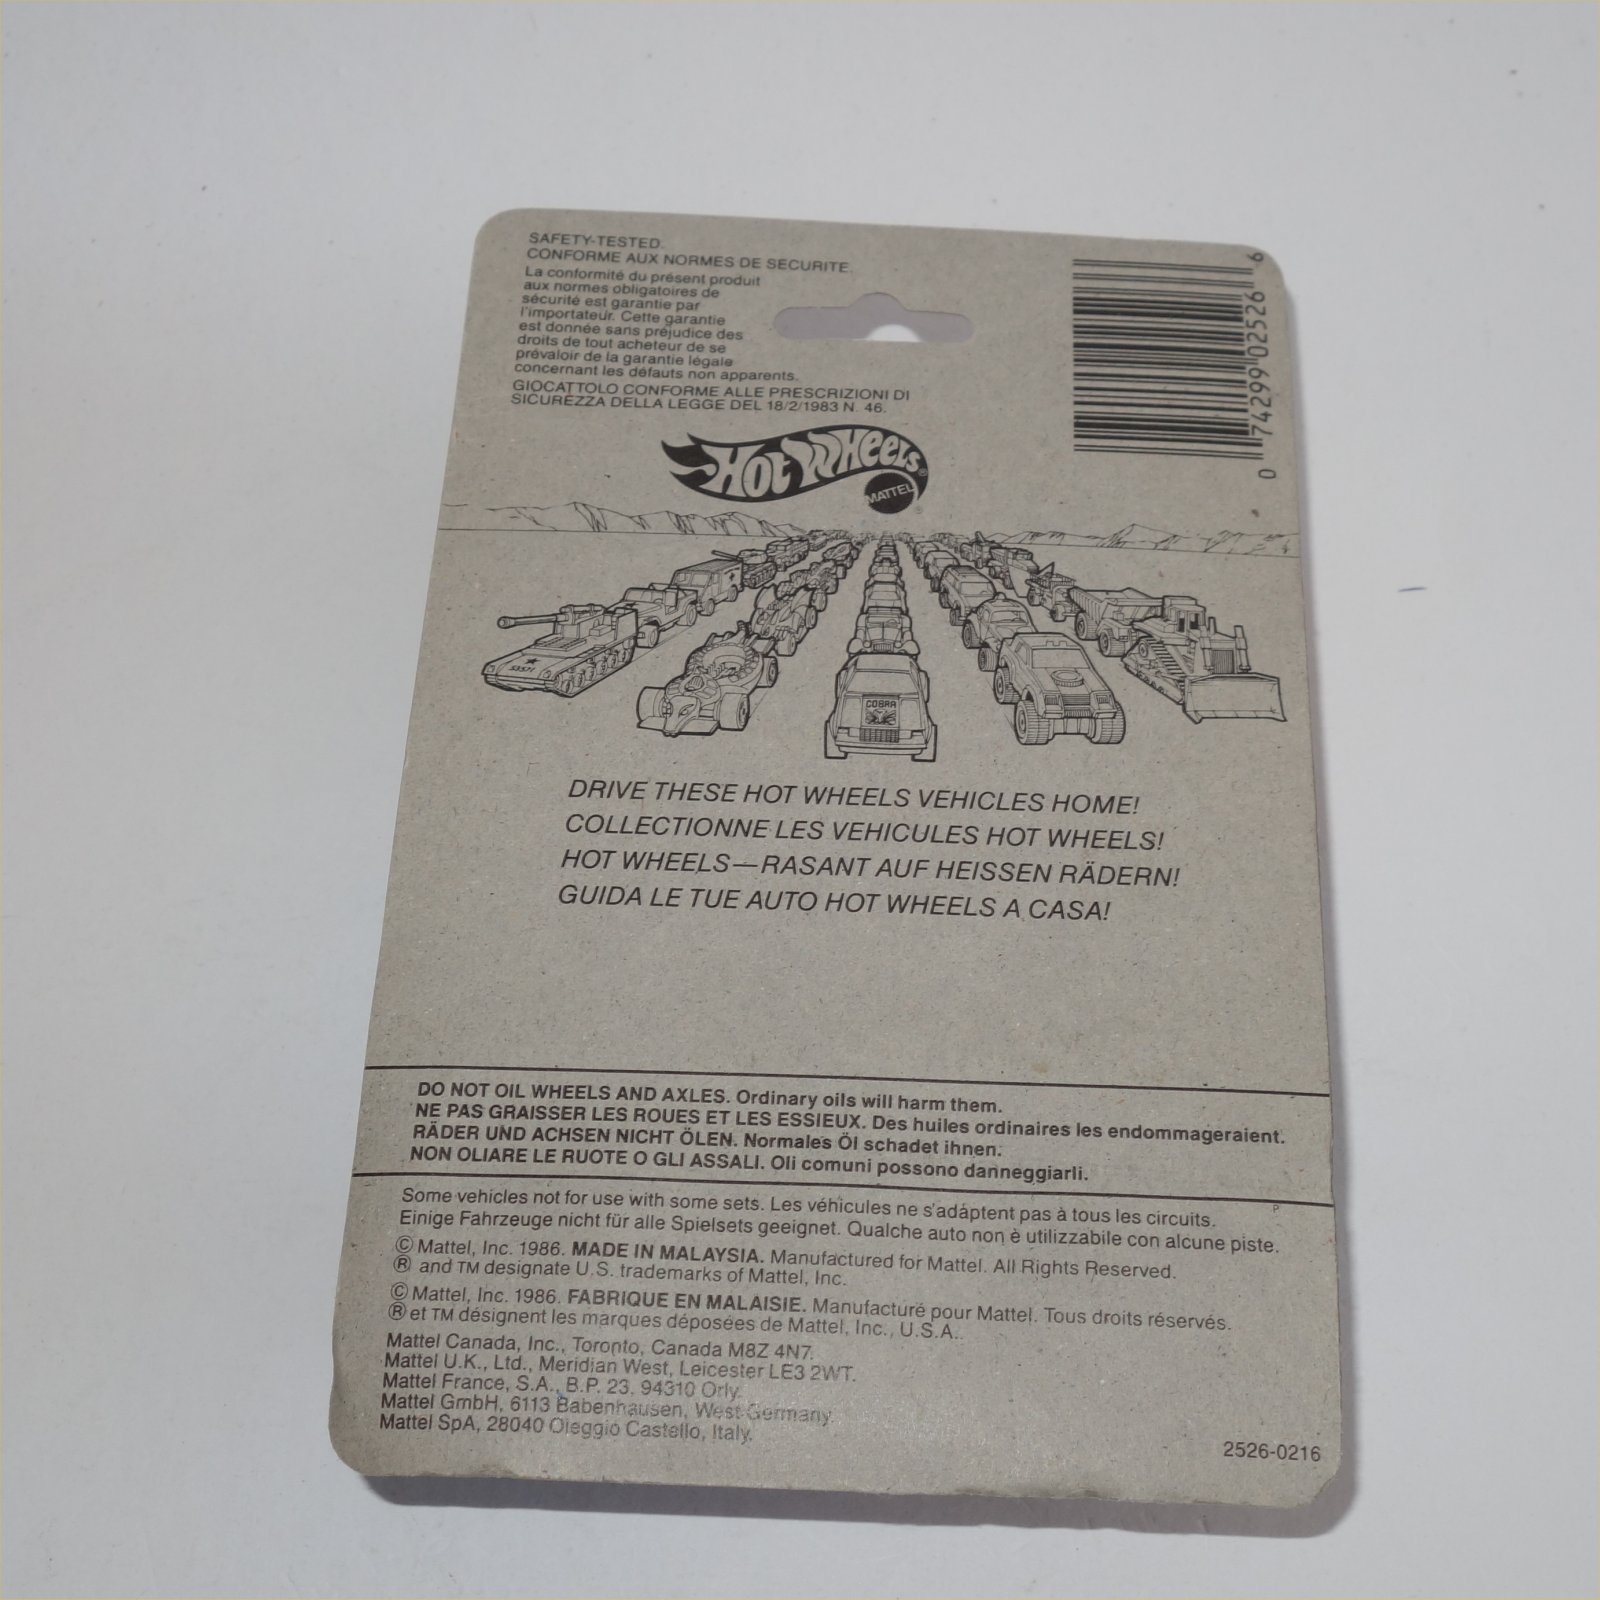 SAFETY-TESTED.
CONFORME AUX NORMES DE SECURITE.
La conformité du présent produit
aux normes obligatoires de
sécurité est garantie par
l'importateur. Cette garantie
est donnée sans préjudice des
droits de tout acheteur de se
prévaloir de la garantie légale
concernant les défauts non apparents.
GIOCATTOLO CONFORME ALLE PRESCRIZIONI DI
SICUREZZA DELLA LEGGE DEL 18/2/1983 N. 46.
0 74299 02526 6
Hot Wheels®
MATTEL®
COBRA
DRIVE THESE HOT WHEELS VEHICLES HOME!
COLLECTIONNE LES VEHICULES HOT WHEELS!
HOT WHEELS—RASANT AUF HEISSEN RÄDERN!
GUIDA LE TUE AUTO HOT WHEELS A CASA!
DO NOT OIL WHEELS AND AXLES. Ordinary oils will harm them.
NE PAS GRAISSER LES ROUES ET LES ESSIEUX. Des huiles ordinaires les endommageraient.
RÄDER UND ACHSEN NICHT ÖLEN. Normales Öl schadet ihnen.
NON OLIARE LE RUOTE O GLI ASSALI. Oli comuni possono danneggiarli.
P
Some vehicles not for use with some sets. Les véhicules ne s'adáptent pas à tous les circuits.
Einige Fahrzeuge nicht für alle Spielsets geeignet. Qualche auto non è utilizzabile con alcune piste.
© Mattel, Inc. 1986. MADE IN MALAYSIA. Manufactured for Mattel. All Rights Reserved.
® and TM designate U.S. trademarks of Mattel, Inc.
© Mattel, Inc. 1986. FABRIQUE EN MALAISIE. Manufacturé pour Mattel. Tous droits réservés.
® et TM désignent les marques déposées de Mattel, Inc., U.S.A..
Mattel Canada, Inc., Toronto, Canada M8Z 4N7.
Mattel U.K., Ltd., Meridian West, Leicester LE3 2WT.
Mattel France, S.A., B.P. 23, 94310 Orly.
Mattel GmbH, 6113 Babenhausen, West Germany.
Mattel SpA, 28040 Oleggio Castello, Italy.
2526-0216